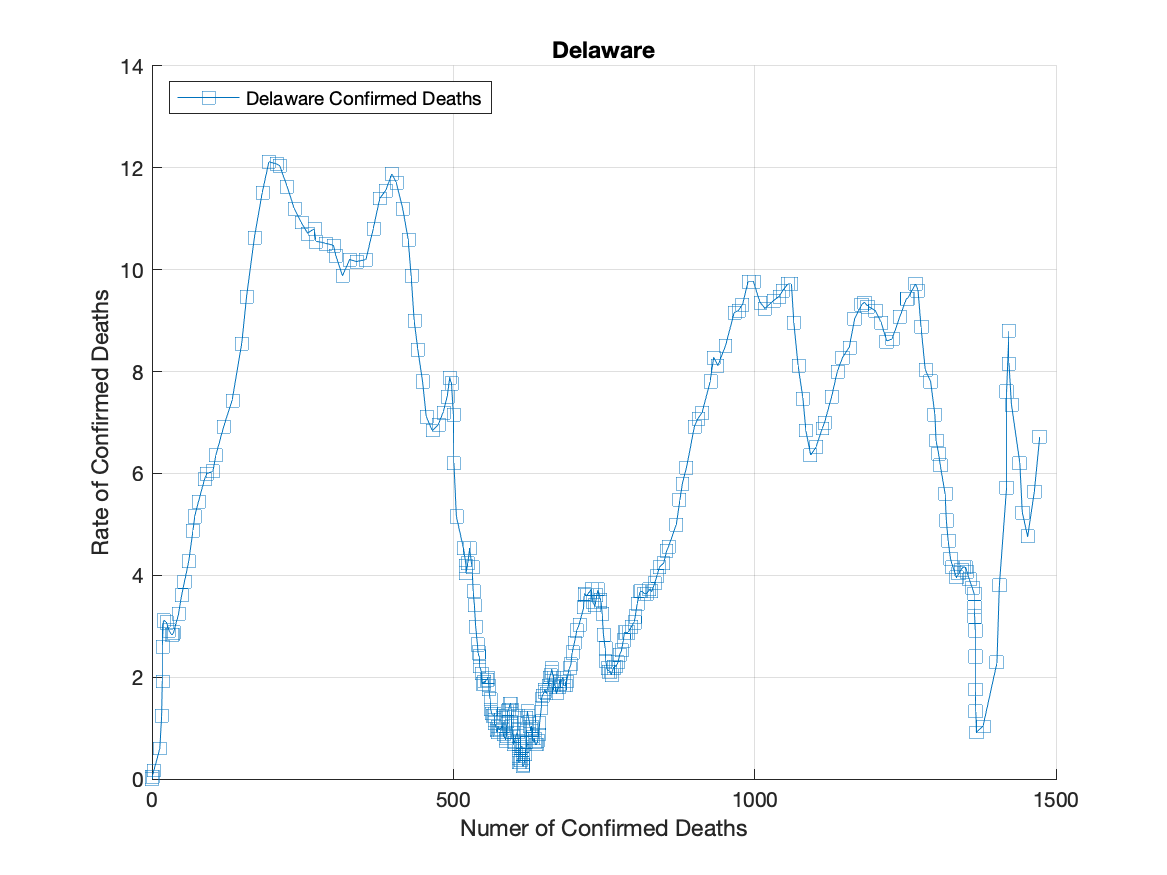 Delaware
14
Delaware Confirmed Deaths
12
10
8
6
4
2
0
Rate of Confirmed Deaths
0 500 1000 1500
Numer of Confirmed Deaths